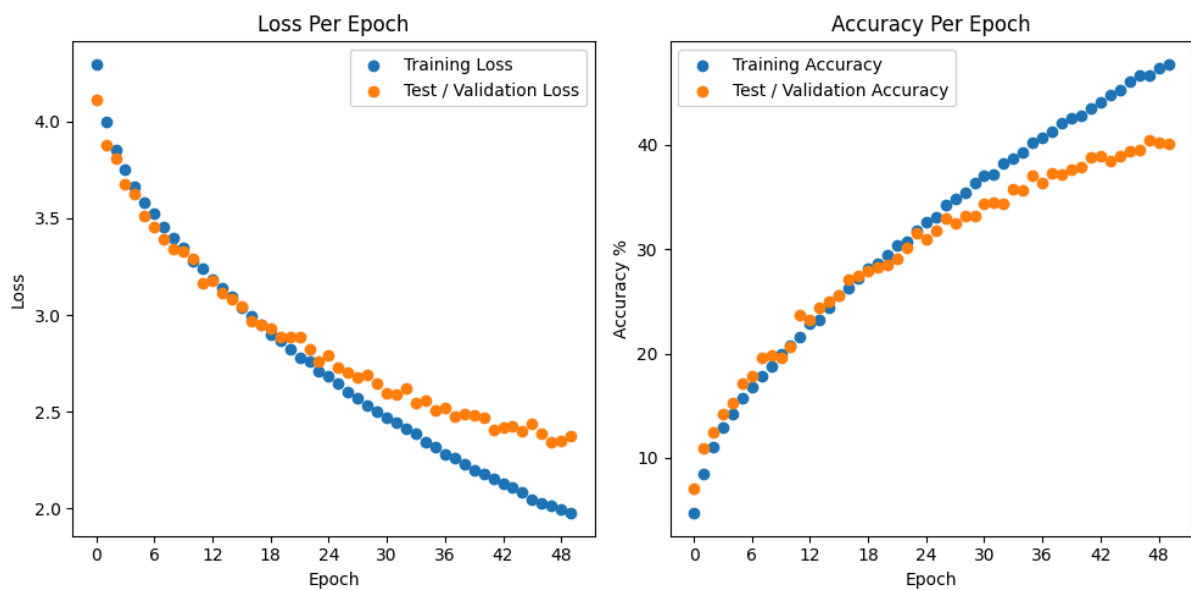 Loss Per Epoch
Training Loss
Test / Validation Loss
4.0
3.5
3.0
2.5
2.0
Loss
0 6 12 18 24 30 36 42 48
Epoch
Accuracy Per Epoch
Training Accuracy
Test / Validation Accuracy
40
30
20
10
Accuracy %
0 6 12 18 24 30 36 42 48
Epoch